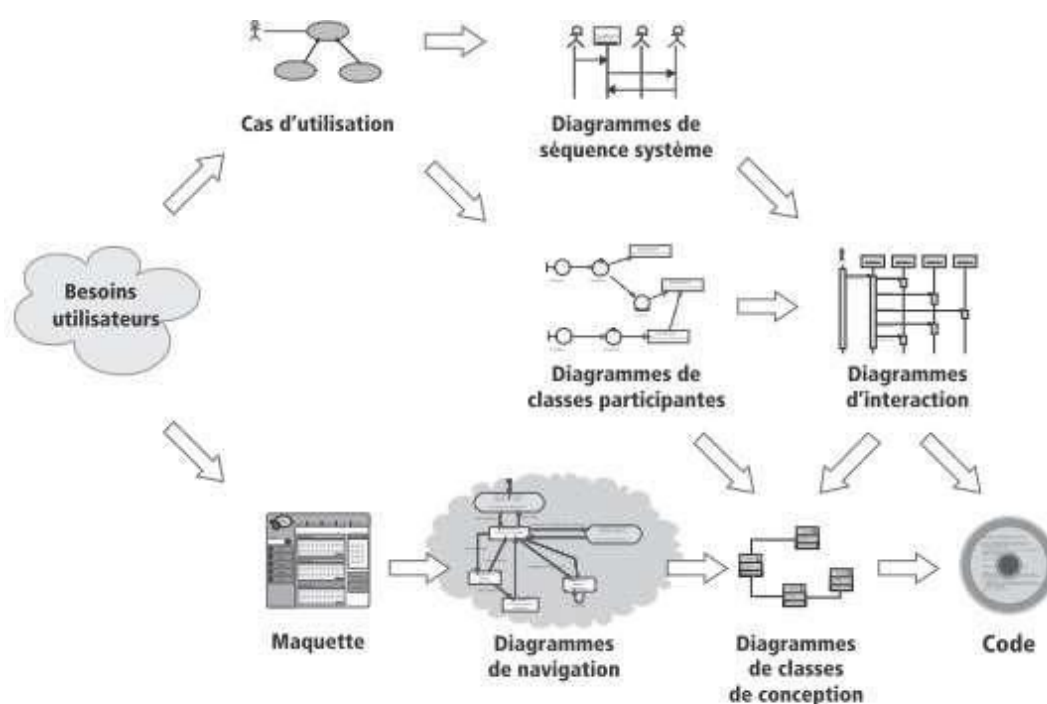 Cas d'utilisation
Diagrammes de
séquence système
Besoins
utilisateurs
Diagrammes de
classes participantes
Diagrammes
d'interaction
Maquette
Diagrammes
de navigation
Diagrammes
de classes
de conception
Code